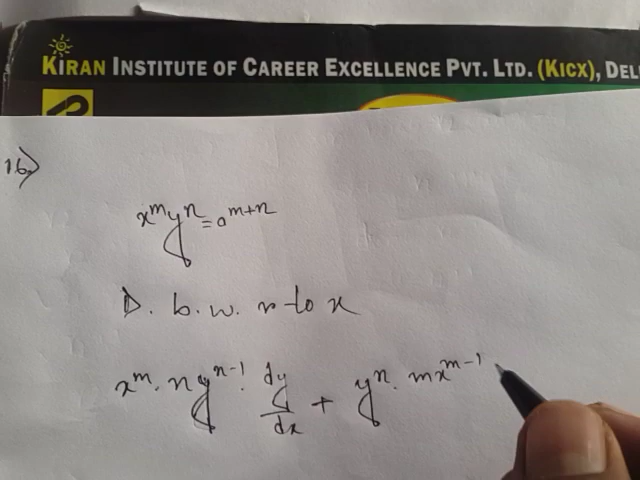 KIRAN INSTITUTE OF CAREER EXCELLENCE PVT. LTD. (KICX), DEL
16)
x^m y^n = a^{m+n}
D. b. w. r to x
x^m · n y^{n-1} · dy/dx + y^n · m x^{m-1}